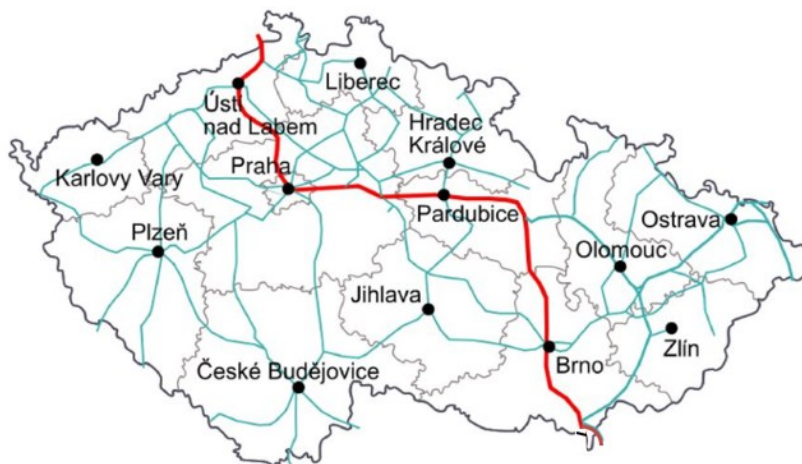 Liberec
Ústí
nad Labem
Hradec
Králové
Karlovy Vary
Praha
Pardubice
Ostrava
Plzeň
Olomouc
Jihlava
Zlín
Brno
České Budějovice